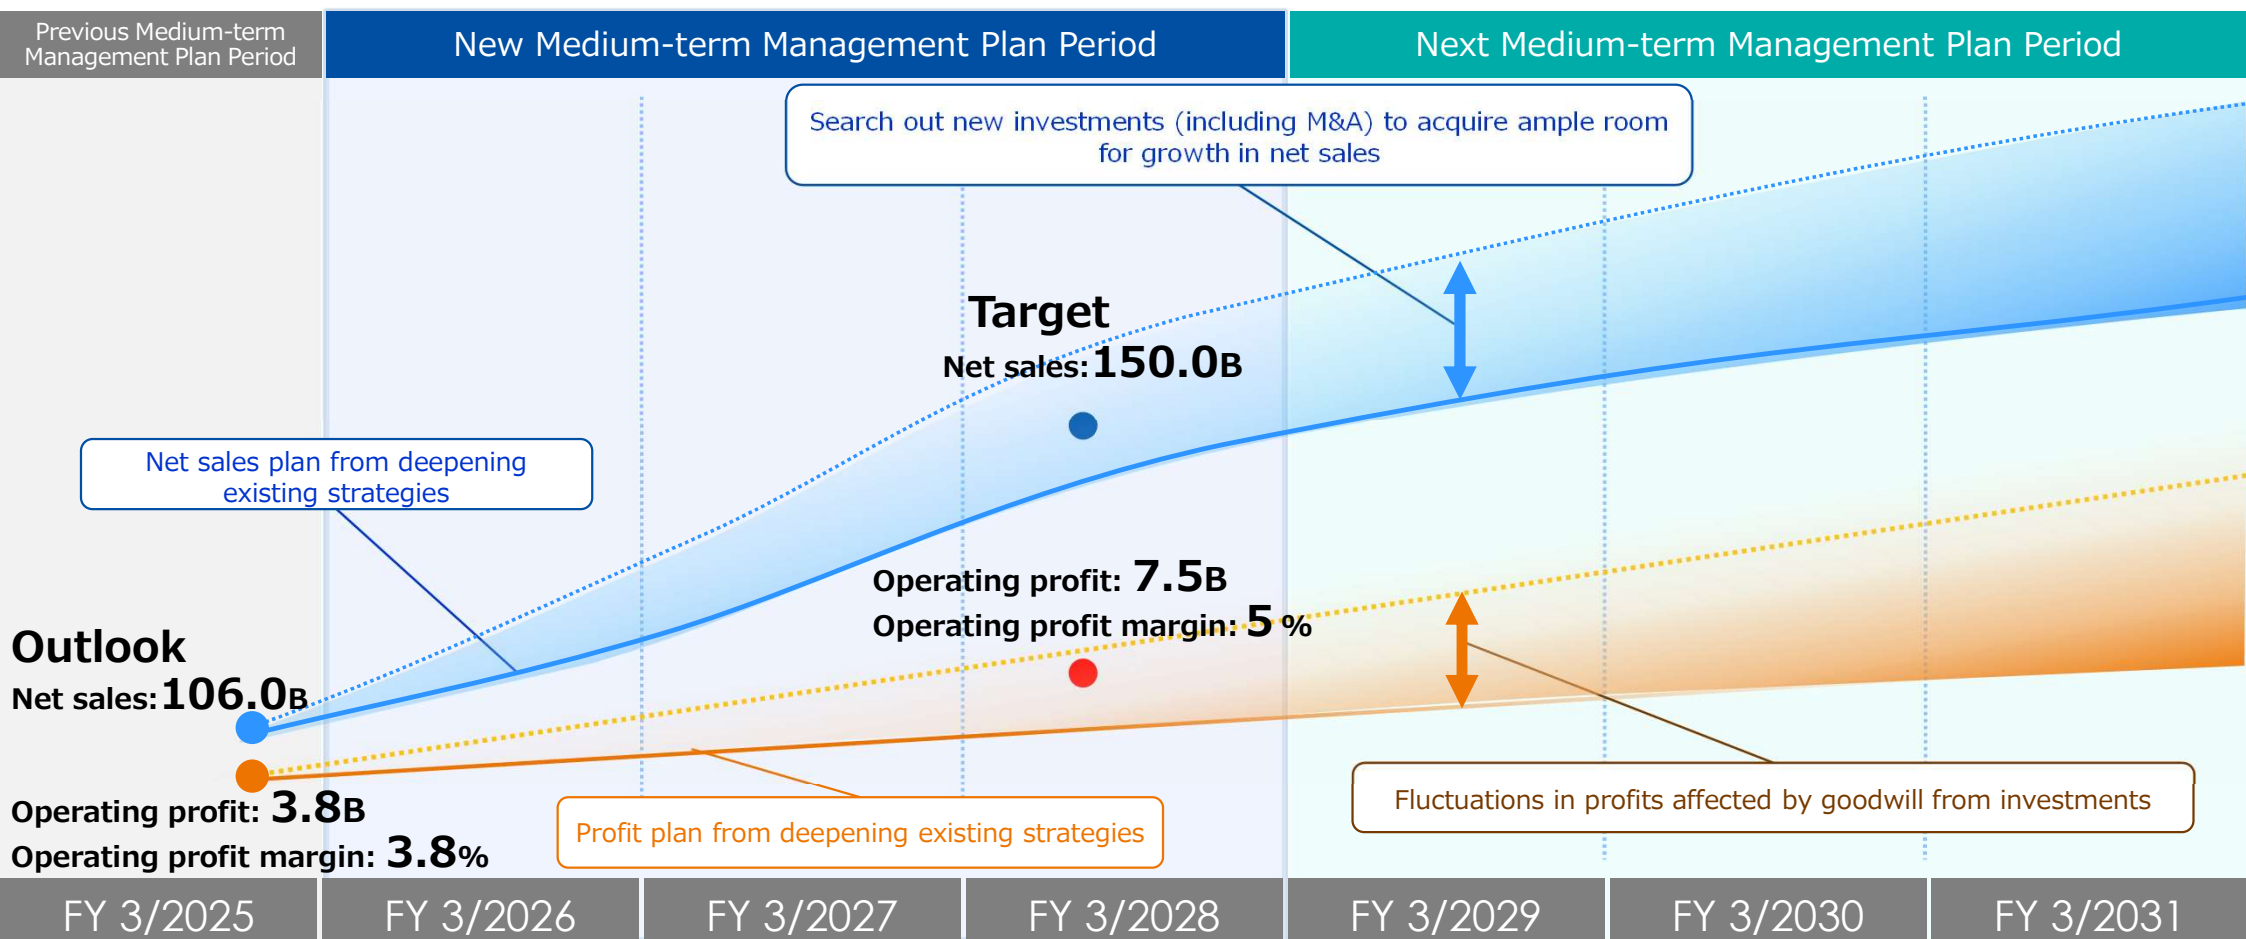 Previous Medium-term
Management Plan Period
New Medium-term Management Plan Period
Next Medium-term Management Plan Period
Search out new investments (including M&A) to acquire ample room
for growth in net sales
Target
Net sales: 150.0B
Net sales plan from deepening
existing strategies
Operating profit: 7.5B
Operating profit margin: 5%
Outlook
Net sales: 106.0B
Operating profit: 3.8B
Operating profit margin: 3.8%
Profit plan from deepening existing strategies
Fluctuations in profits affected by goodwill from investments
FY 3/2025
FY 3/2026
FY 3/2027
FY 3/2028
FY 3/2029
FY 3/2030
FY 3/2031